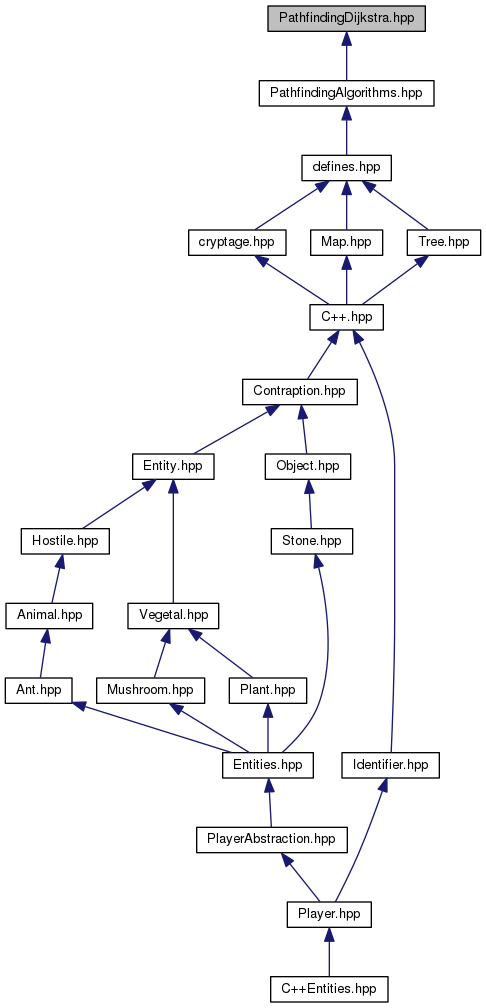 PathfindingDijkstra.hpp
PathfindingAlgorithms.hpp
defines.hpp
cryptage.hpp
Map.hpp
Tree.hpp
C++.hpp
Contraption.hpp
Entity.hpp
Object.hpp
Hostile.hpp
Stone.hpp
Animal.hpp
Vegetal.hpp
Ant.hpp
Mushroom.hpp
Plant.hpp
Entities.hpp
Identifier.hpp
PlayerAbstraction.hpp
Player.hpp
C++Entities.hpp